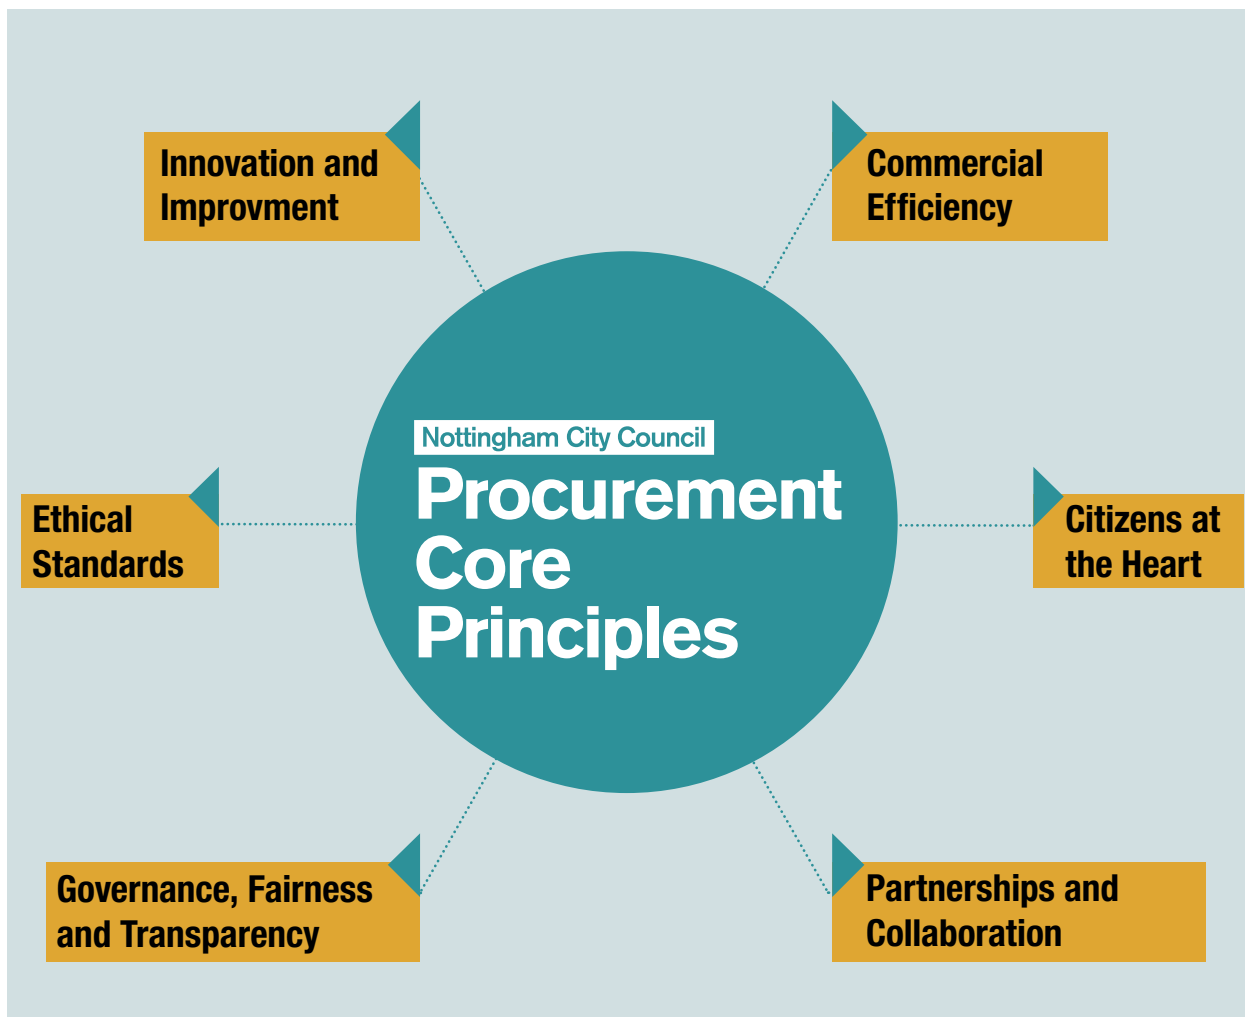 Innovation and
Improvment
Commercial
Efficiency
Nottingham City Council
Procurement
Core
Principles
Ethical
Standards
Citizens at
the Heart
Governance, Fairness
and Transparency
Partnerships and
Collaboration